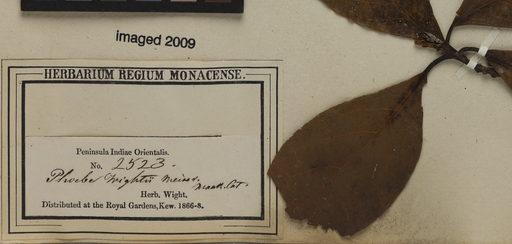 imaged 2009
HERBARIUM REGIUM MONACENSE.
Peninsula Indiae Orientalis.
No. 2523.
Phoebe Wightii Meisn.
Herb. Wight.
Distributed at the Royal Gardens, Kew. 1866-8.